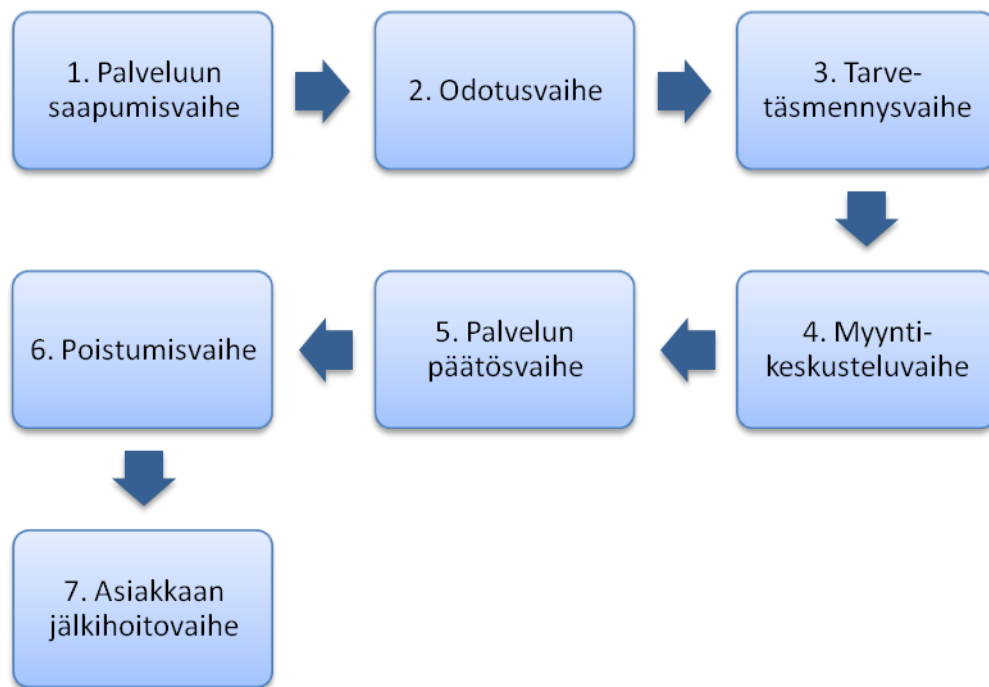 1. Palveluun
saapumisvaihe
2. Odotusvaihe
3. Tarve-
täsmennysvaihe
4. Myynti-
keskusteluvaihe
5. Palvelun
päätösvaihe
6. Poistumisvaihe
7. Asiakkaan
jälkihoitovaihe